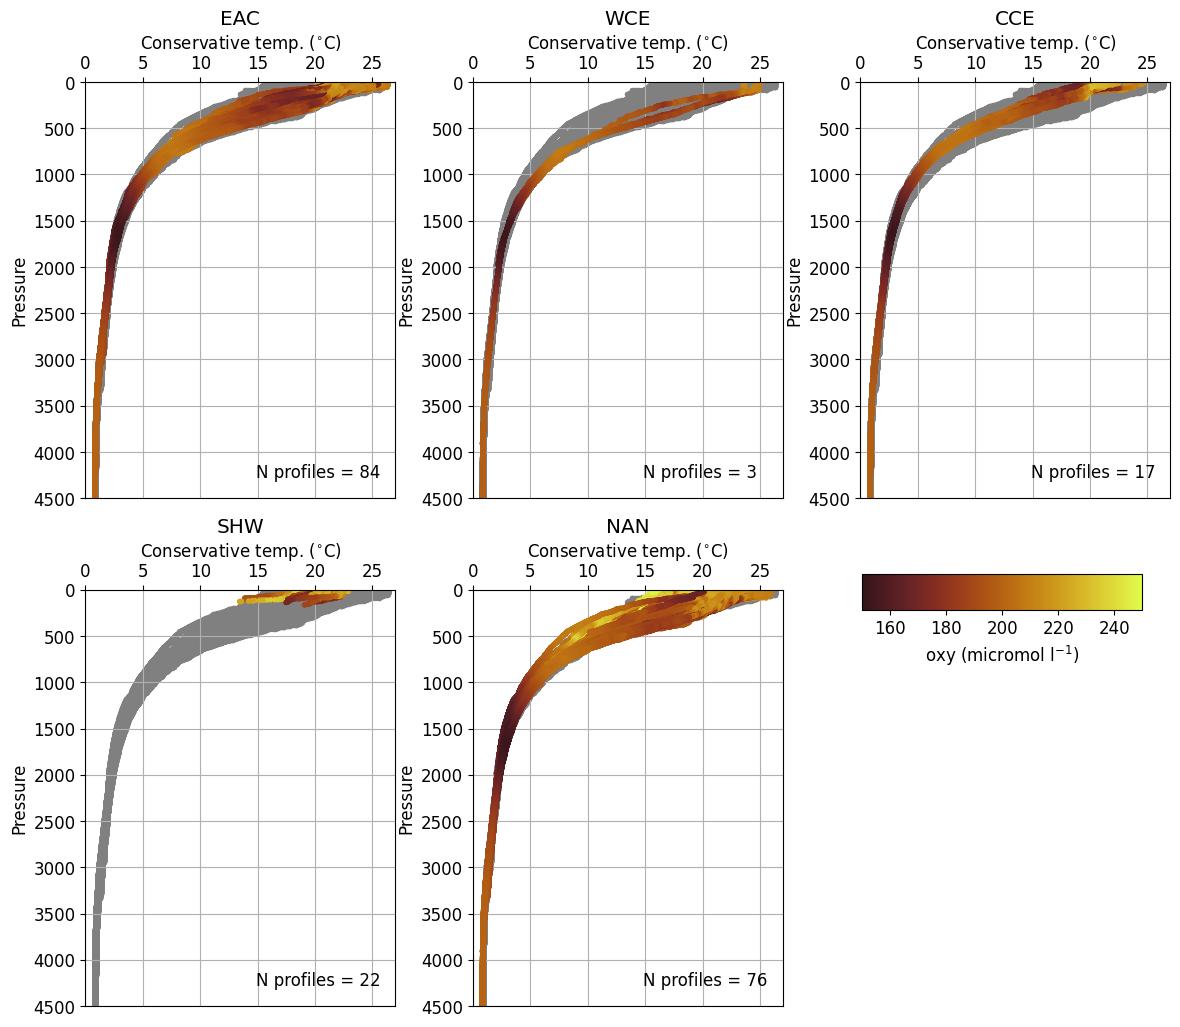 EAC
Conservative temp. (°C)
0 5 10 15 20 25
0
500
1000
1500
2000
2500
3000
3500
4000
4500
Pressure
N profiles = 84
WCE
Conservative temp. (°C)
0 5 10 15 20 25
0
500
1000
1500
2000
2500
3000
3500
4000
4500
Pressure
N profiles = 3
CCE
Conservative temp. (°C)
0 5 10 15 20 25
0
500
1000
1500
2000
2500
3000
3500
4000
4500
Pressure
N profiles = 17
SHW
Conservative temp. (°C)
0 5 10 15 20 25
0
500
1000
1500
2000
2500
3000
3500
4000
4500
Pressure
N profiles = 22
NAN
Conservative temp. (°C)
0 5 10 15 20 25
0
500
1000
1500
2000
2500
3000
3500
4000
4500
Pressure
N profiles = 76
160 180 200 220 240
oxy (micromol l⁻¹)